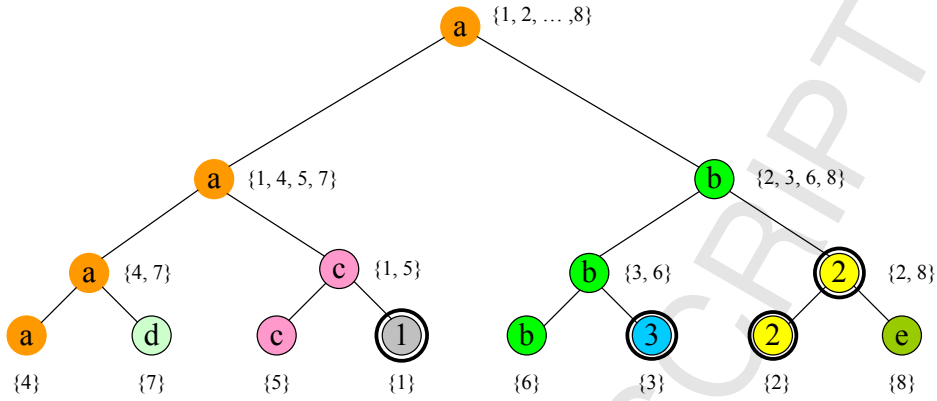 a {1, 2, … ,8}
a {1, 4, 5, 7} b {2, 3, 6, 8}
a {4, 7} c {1, 5} b {3, 6} 2 {2, 8}
a d c 1 b 3 2 e
{4} {7} {5} {1} {6} {3} {2} {8}
SCRIPT